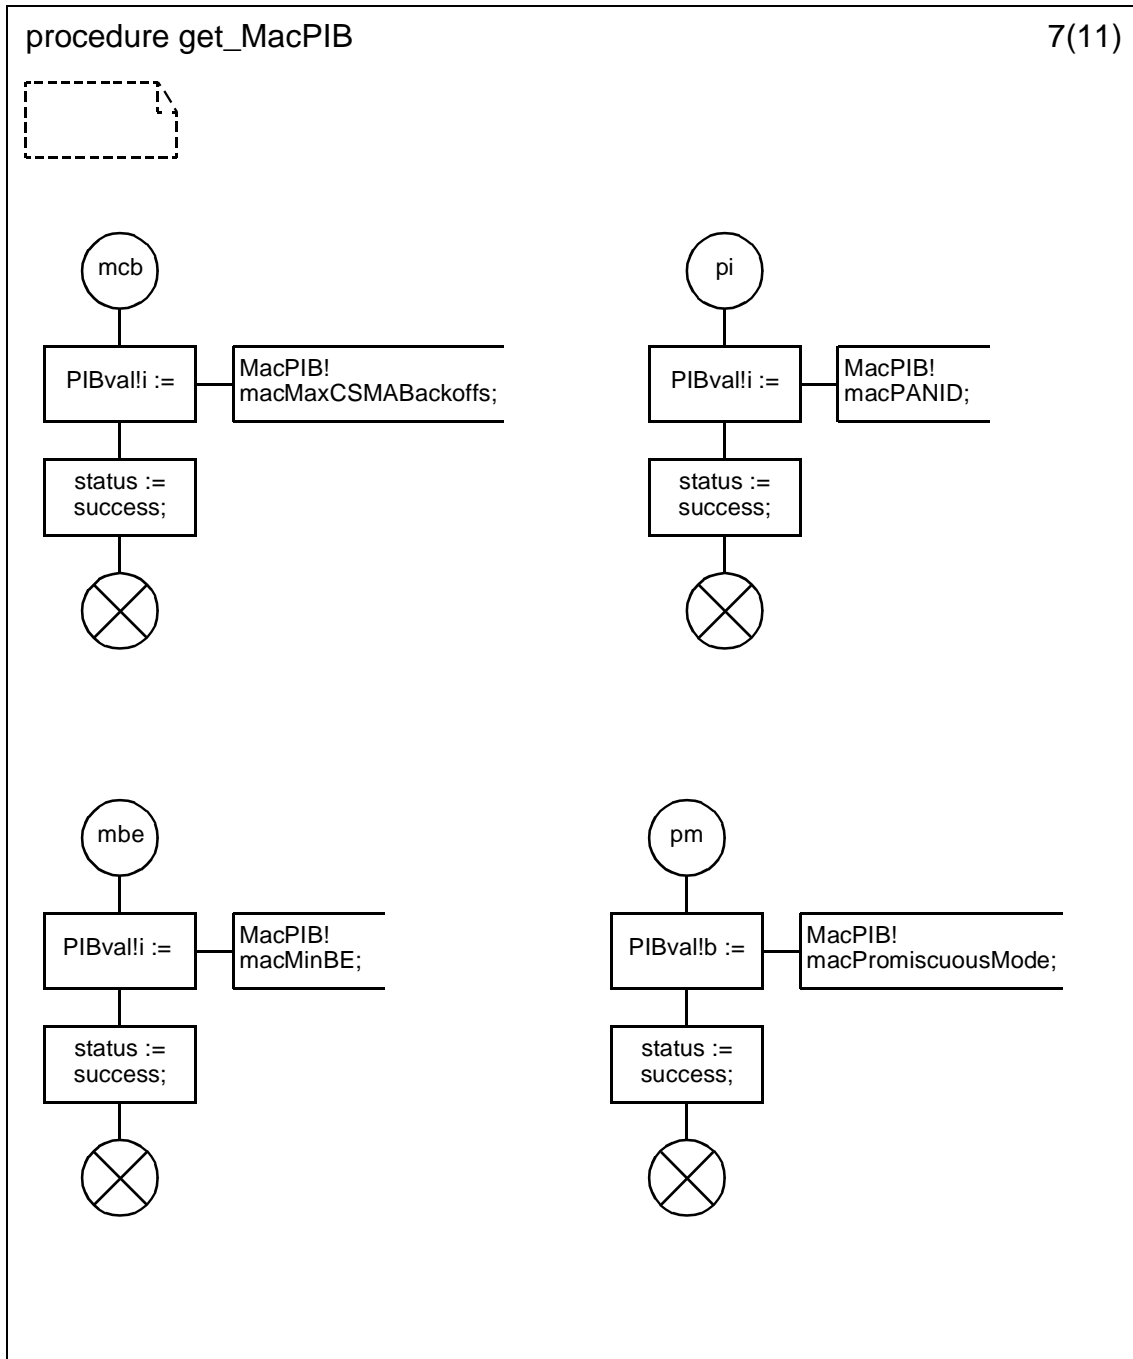 procedure get_MacPIB
7(11)
mcb
PIBval!i :=
MacPIB!
macMaxCSMABackoffs;
status :=
success;
pi
PIBval!i :=
MacPIB!
macPANID;
status :=
success;
mbe
PIBval!i :=
MacPIB!
macMinBE;
status :=
success;
pm
PIBval!b :=
MacPIB!
macPromiscuousMode;
status :=
success;